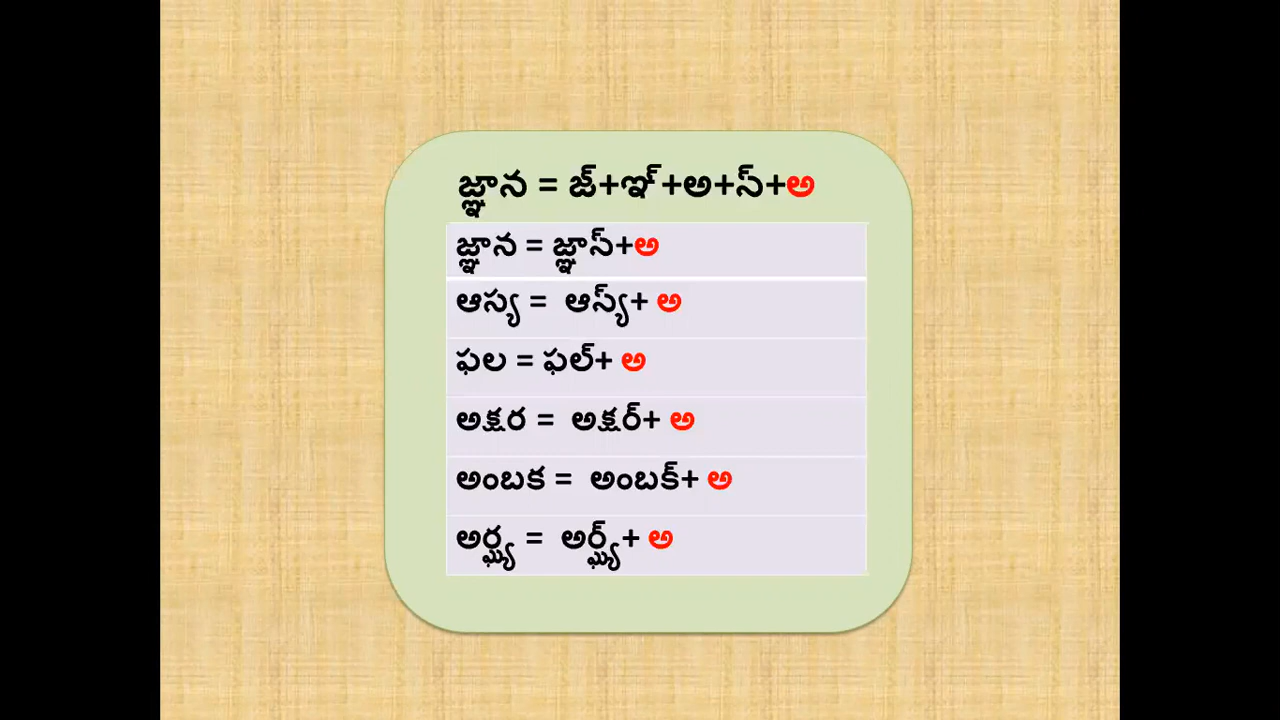 జ్ఞాన = జ్+ఞ్+అ+స్+అ
జ్ఞాన = జ్ఞాస్+అ
ఆస్య = ఆస్య్+ అ
ఫల = ఫల్+ అ
అక్షర = అక్షర్+ అ
అంబక = అంబక్+ అ
అర్ఘ్య = అర్ఘ్య్+ అ